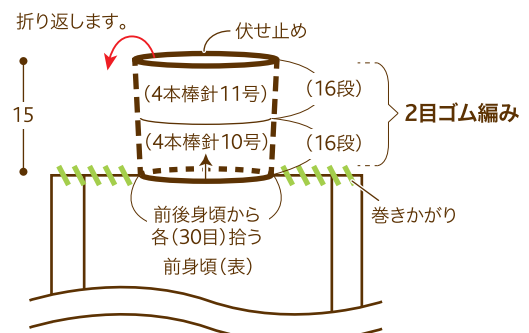 折り返します。
伏せ止め
(4本棒針11号)
(16段)
15
2目ゴム編み
(4本棒針10号)
(16段)
前後身頃から
各(30目)拾う
巻きかがり
前身頃(表)